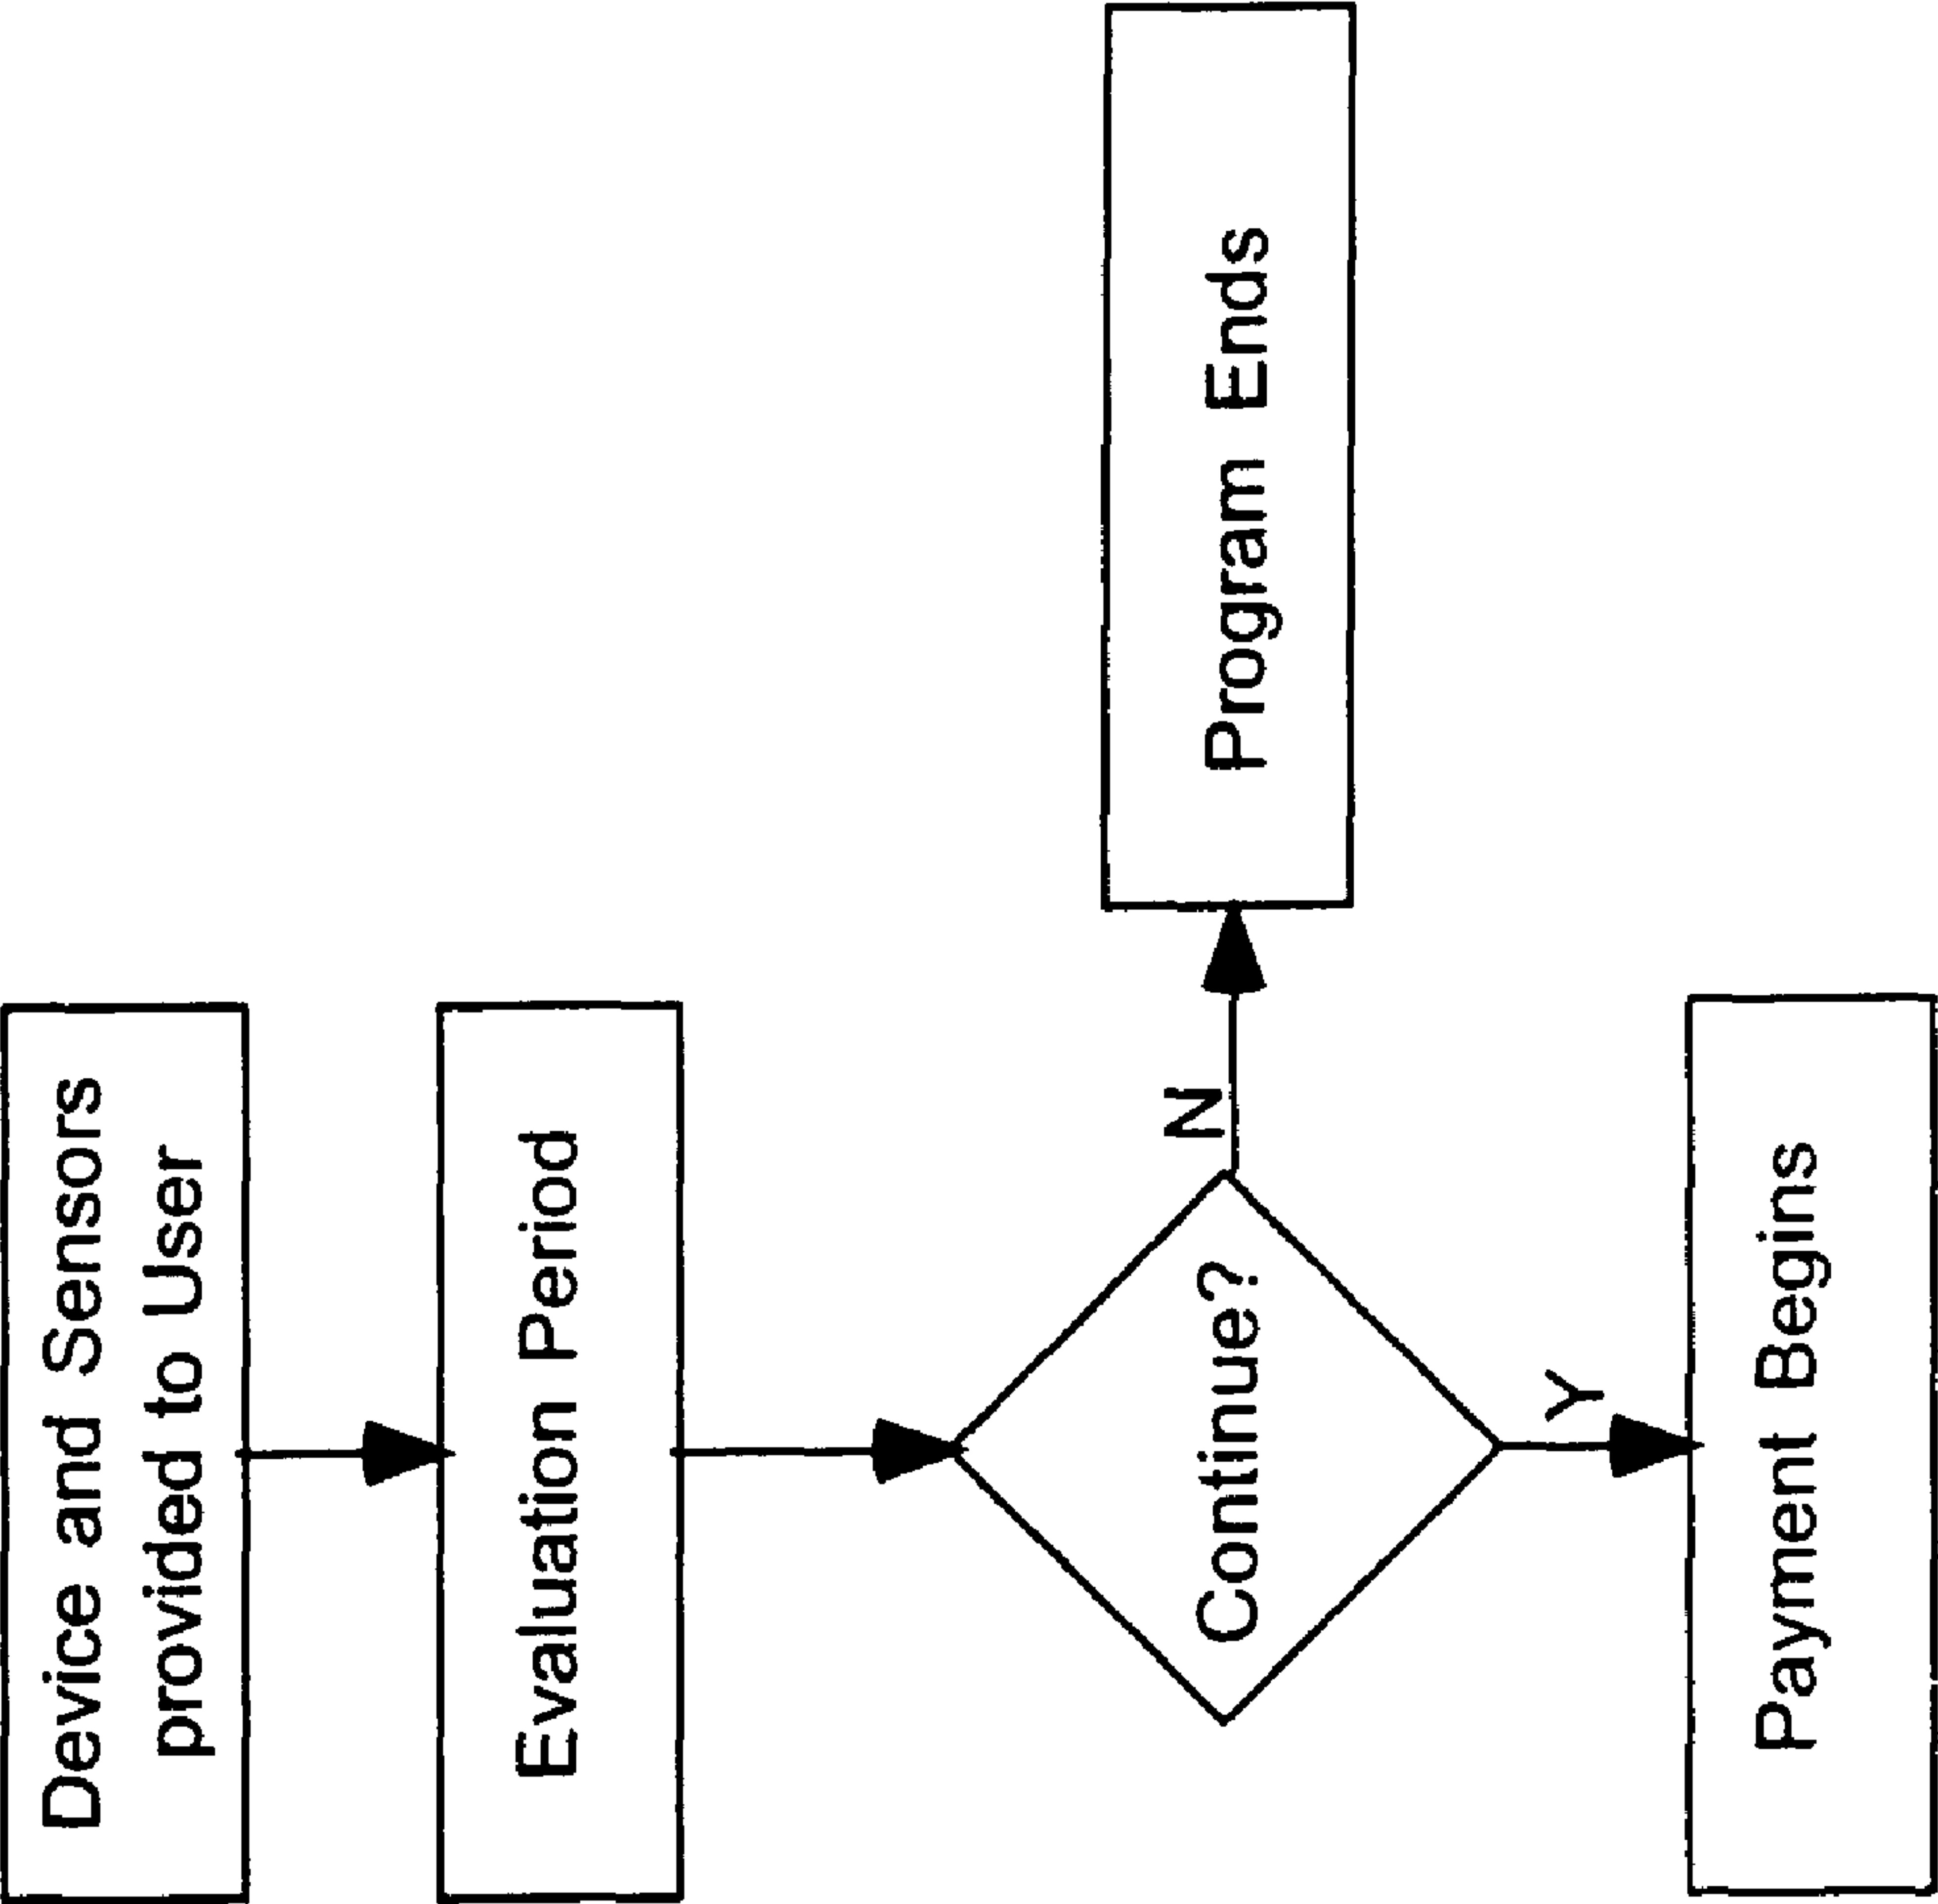 Device and Sensors
provided to User
Evaluation Period
Continue?
N
Program Ends
Y
Payment Begins